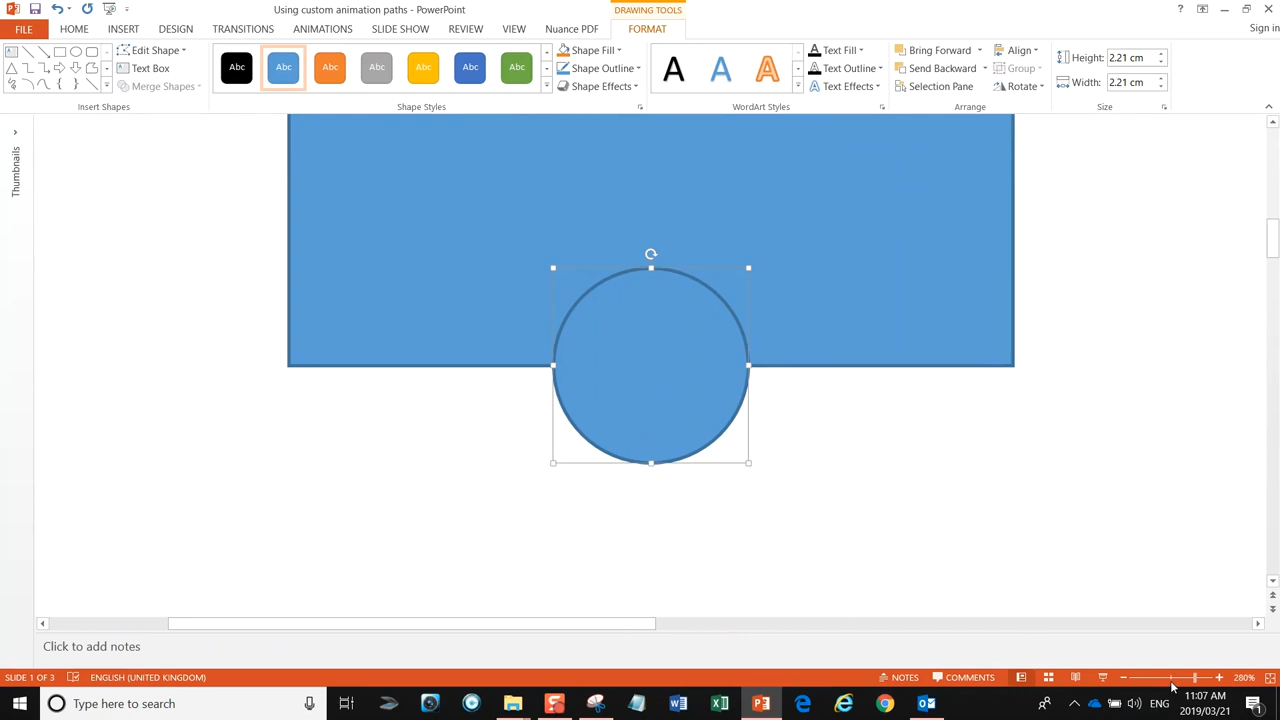 Using custom animation paths - PowerPoint
DRAWING TOOLS
?
FILE HOME INSERT DESIGN TRANSITIONS ANIMATIONS SLIDE SHOW REVIEW VIEW Nuance PDF FORMAT
Sign in
Edit Shape
Text Box
Merge Shapes
Insert Shapes
Abc Abc Abc Abc Abc Abc Abc
Shape Styles
Shape Fill
Shape Outline
Shape Effects
A A A
WordArt Styles
Text Fill
Text Outline
Text Effects
Bring Forward
Send Backward
Selection Pane
Align
Group
Rotate
Arrange
Height: 2.21 cm
Width: 2.21 cm
Size
Thumbnails
Click to add notes
SLIDE 1 OF 3 ENGLISH (UNITED KINGDOM) NOTES COMMENTS 280%
Type here to search
ENG
11:07 AM
2019/03/21